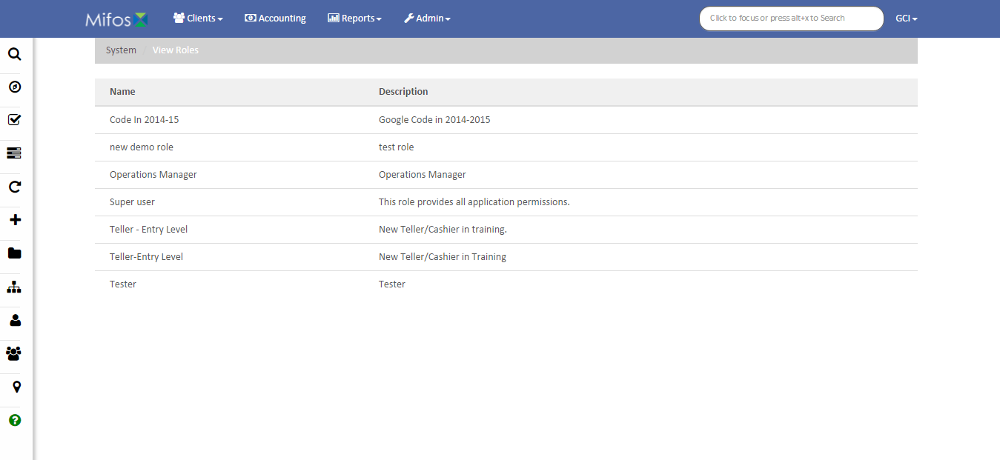 Mifos Clients Accounting Reports Admin Click to focus or press alt+x to Search GCI
System / View Roles
Name Description
Code In 2014-15 Google Code in 2014-2015
new demo role test role
Operations Manager Operations Manager
Super user This role provides all application permissions.
Teller - Entry Level New Teller/Cashier in training.
Teller-Entry Level New Teller/Cashier in Training
Tester Tester
?